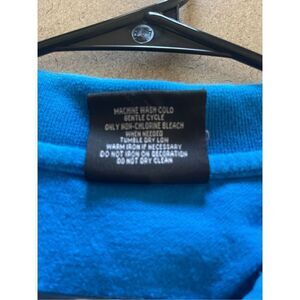 MACHINE WASH COLD
GENTLE CYCLE
ONLY NON-CHLORINE BLEACH
WHEN NEEDED
TUMBLE DRY LOW
WARM IRON IF NECESSARY
DO NOT IRON ON DECORATION
DO NOT DRY CLEAN